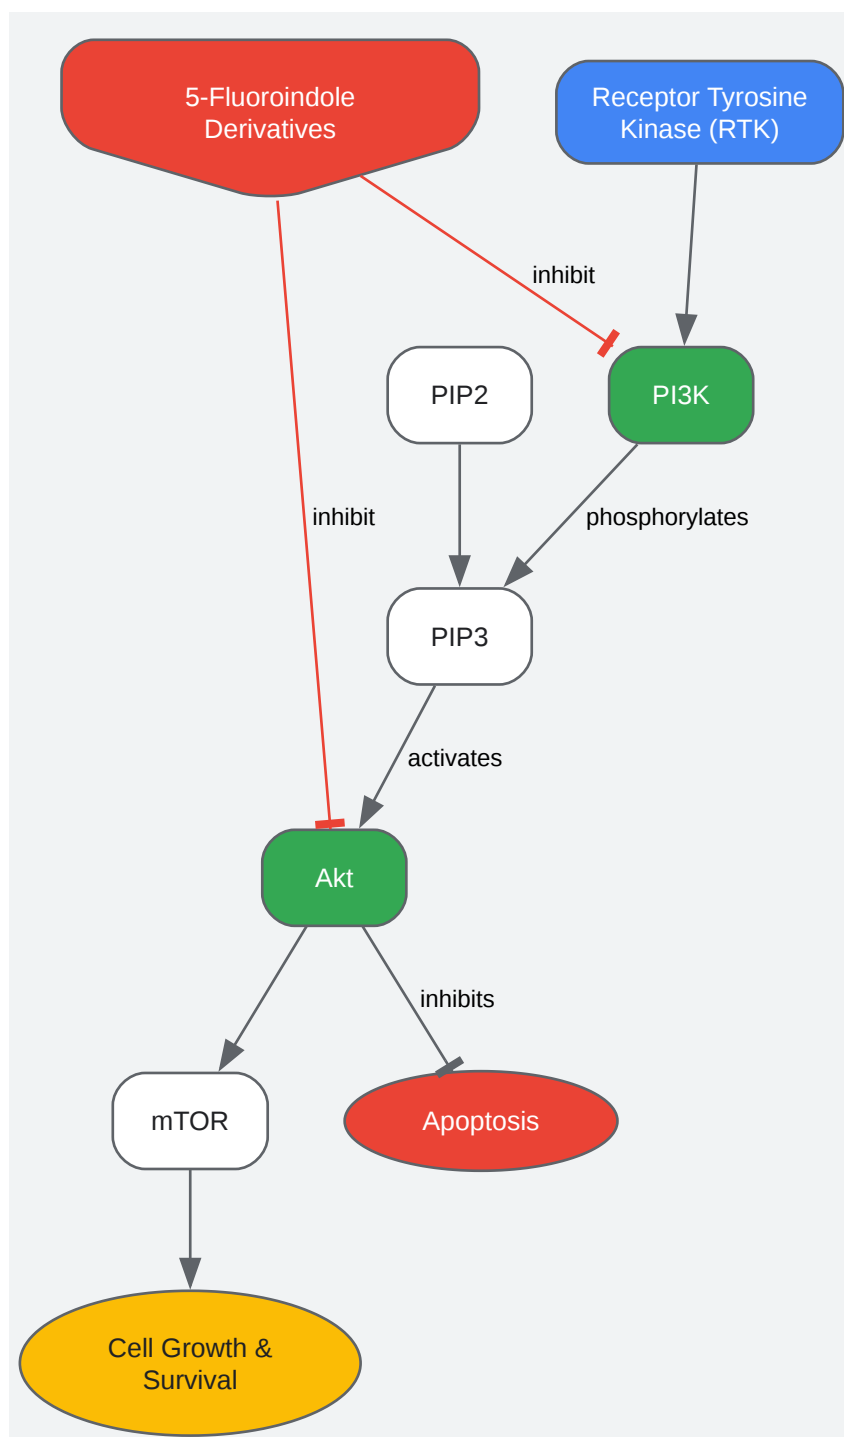 5-Fluoroindole
Derivatives
Receptor Tyrosine
Kinase (RTK)
inhibit
PIP2
PI3K
inhibit
phosphorylates
PIP3
activates
Akt
inhibits
mTOR
Apoptosis
Cell Growth &
Survival